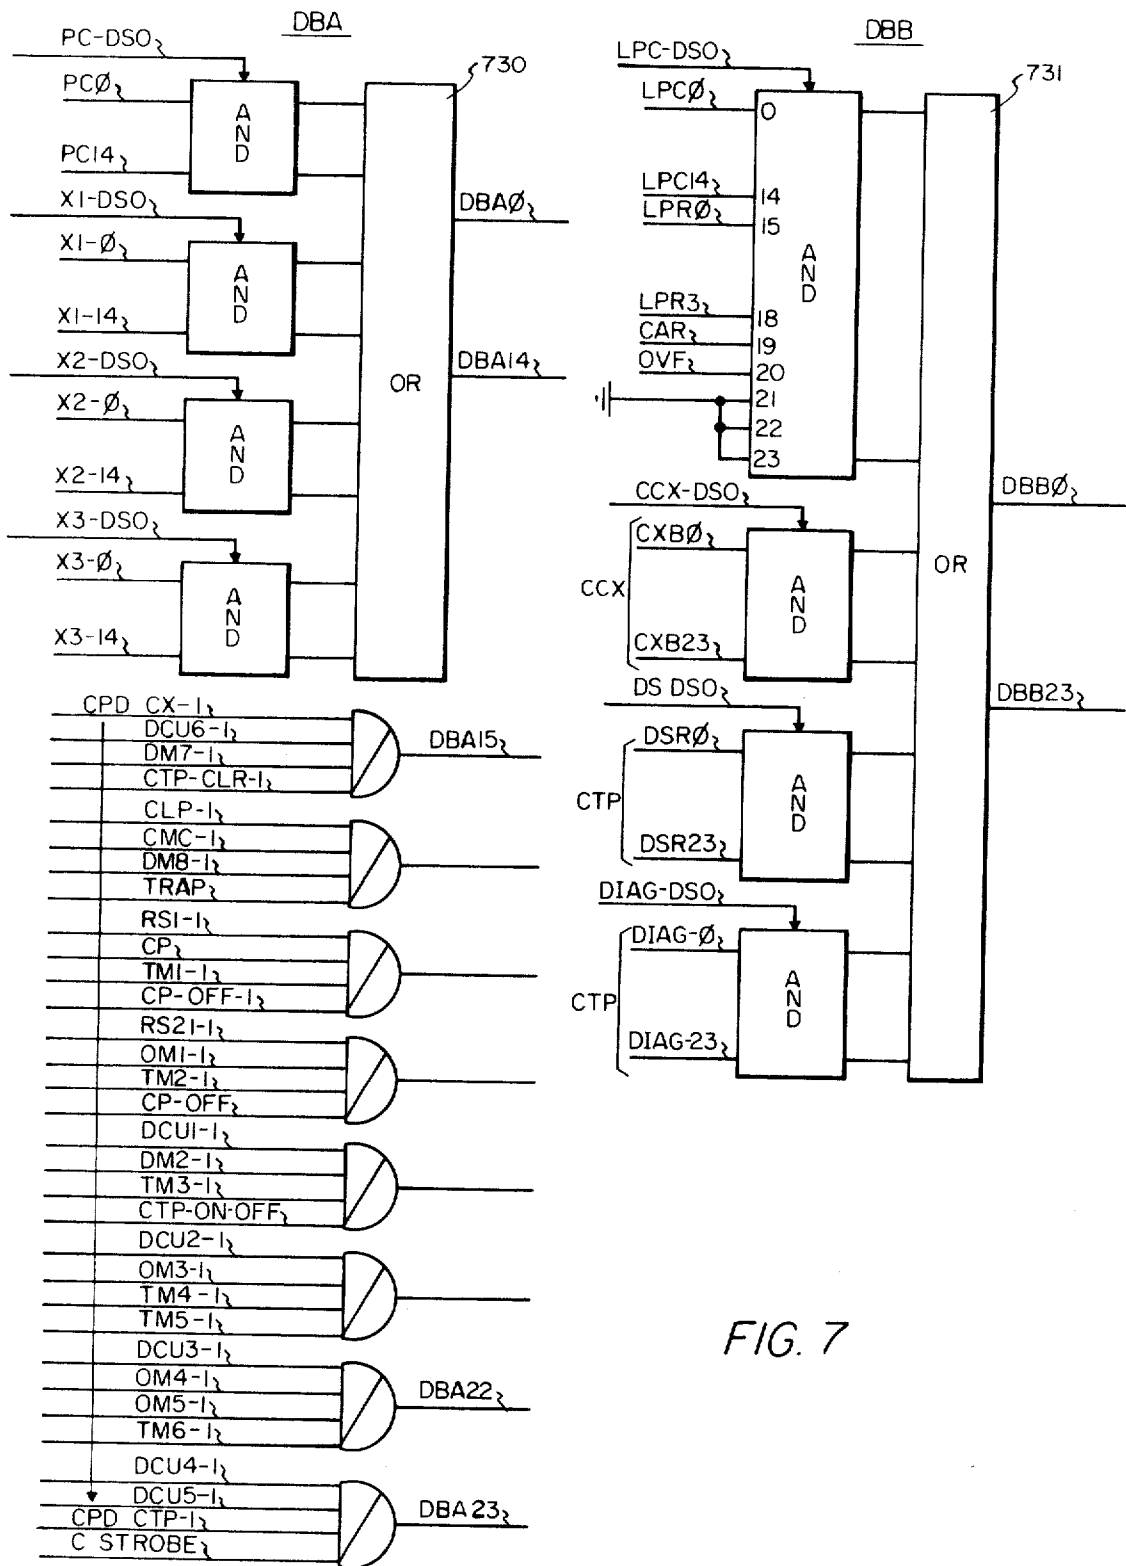 DBA
PC-DSO
730
PCØ
AND
PC14
X1-DSO
DBAØ
X1-Ø
AND
X1-14
X2-DSO
DBA14
OR
X2-Ø
AND
X2-14
X3-DSO
X3-Ø
AND
X3-14
CPD CX-1
DCU6-1
DM7-1
CTP-CLR-1
DBA15
CLP-1
CMC-1
DM8-1
TRAP
RS1-1
CP
TM1-1
CP-OFF-1
RS21-1
OM1-1
TM2-1
CP-OFF
DCU1-1
DM2-1
TM3-1
CTP-ON-OFF
DCU2-1
OM3-1
TM4-1
TM5-1
DCU3-1
OM4-1
OM5-1
TM6-1
DBA22
DCU4-1
DCU5-1
CPD CTP-1
C STROBE
DBA23
DBB
LPC-DSO
731
LPCØ
0
LPC14
14
LPRØ
15
AND
LPR3
18
CAR
19
OVF
20
21
22
23
CCX-DSO
DBBØ
CXBØ
CCX
AND
OR
CXB23
DS DSO
DBB23
DSRØ
CTP
AND
DSR23
DIAG-DSO
DIAG-Ø
CTP
AND
DIAG-23
FIG. 7